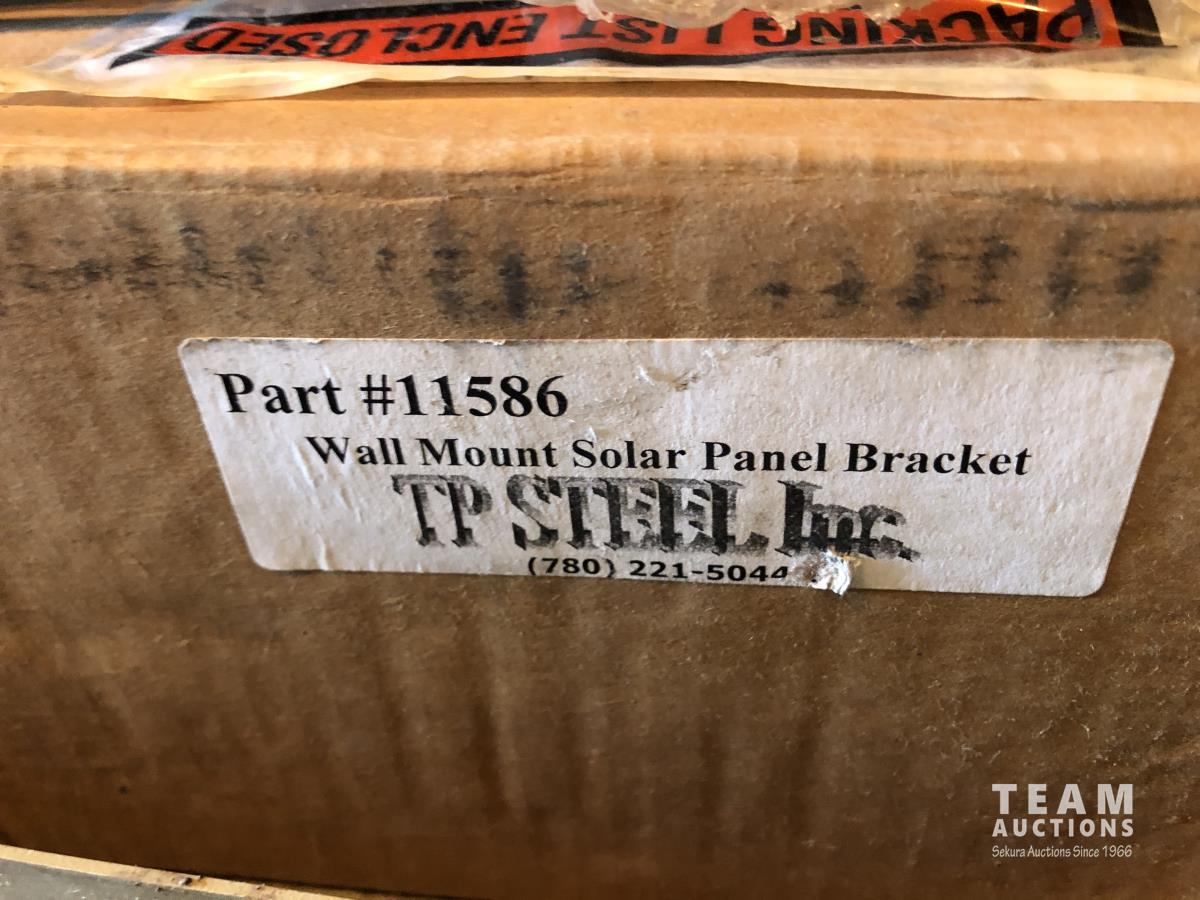 PACKING LIST ENCLOSED
Part #11586
Wall Mount Solar Panel Bracket
TP STEEL Inc.
(780) 221-5044
TEAM
AUCTIONS
Sekura Auctions Since 1966